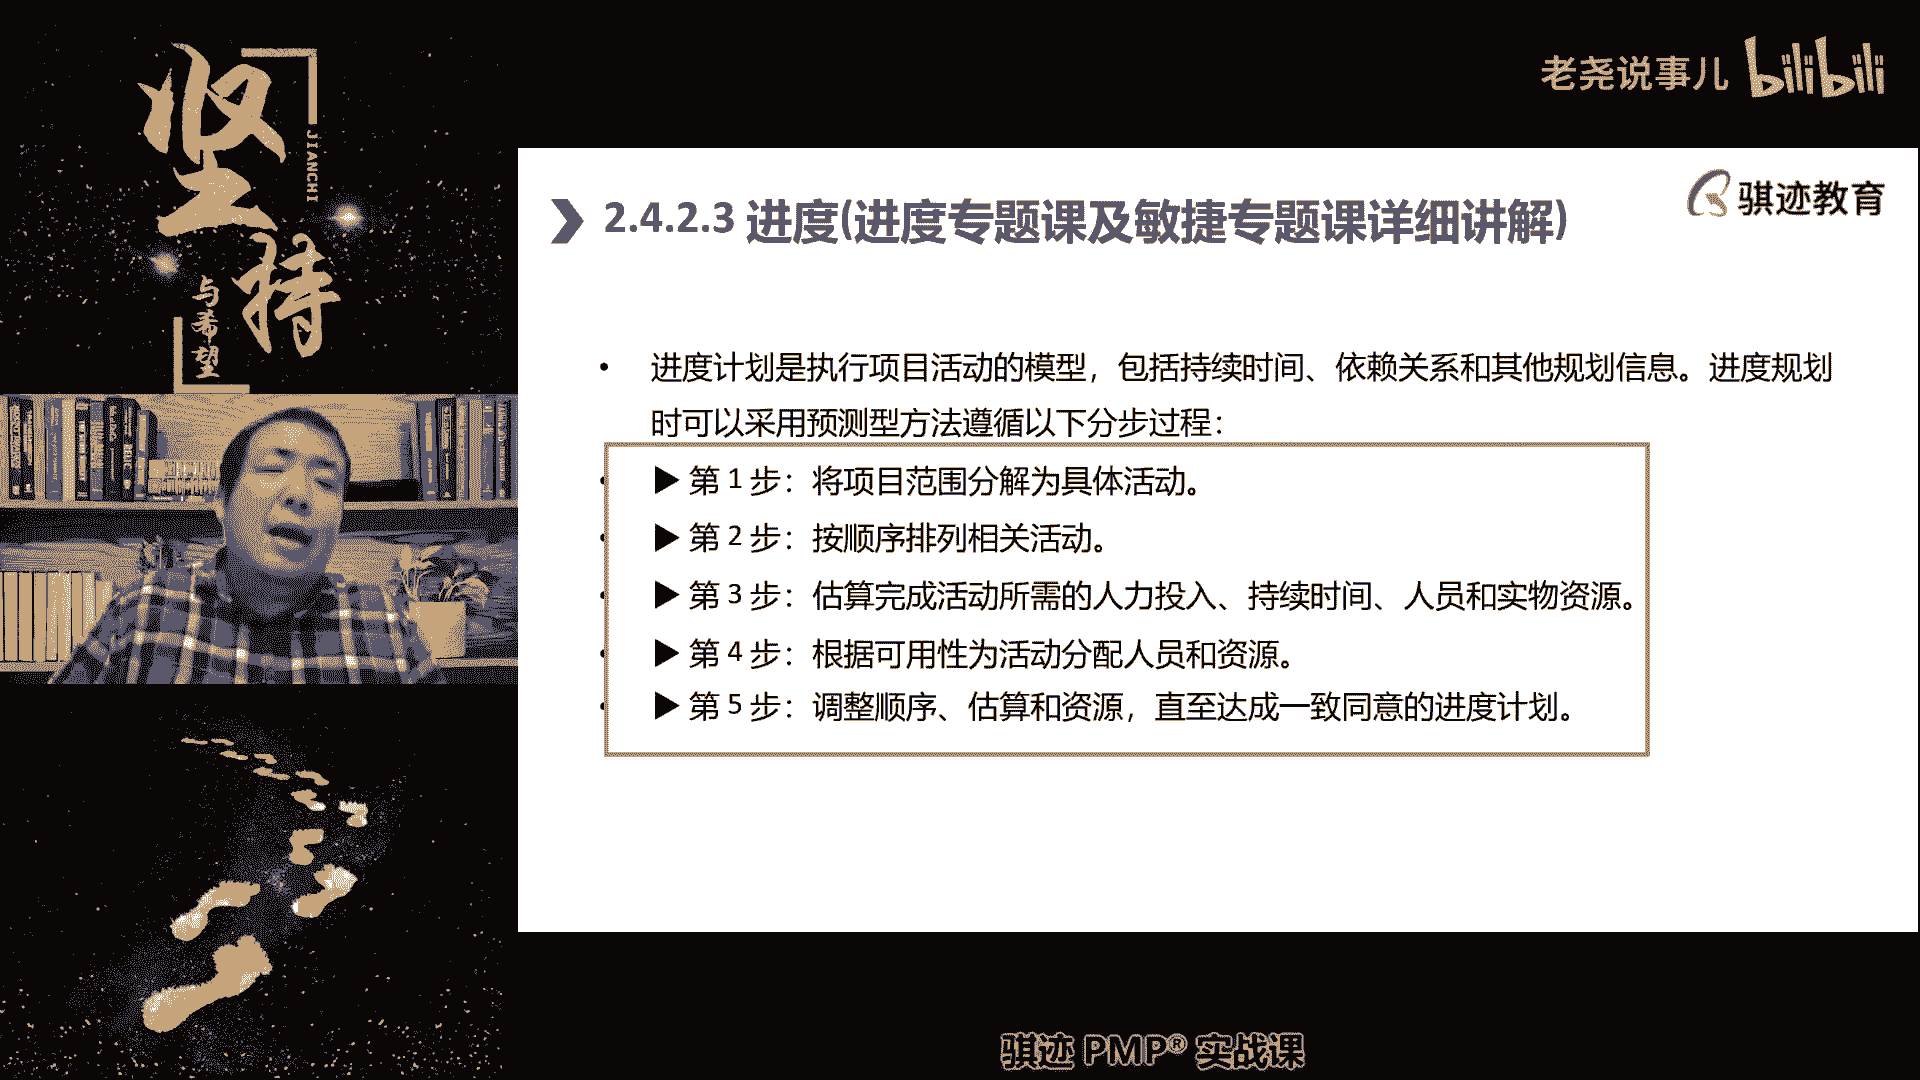 坚持
JIANCHI
与希望
老尧说事儿 bilibili
骐迹教育
2.4.2.3 进度(进度专题课及敏捷专题课详细讲解)
• 进度计划是执行项目活动的模型，包括持续时间、依赖关系和其他规划信息。进度规划
时可以采用预测型方法遵循以下分步过程：
▶ 第 1 步：将项目范围分解为具体活动。
▶ 第 2 步：按顺序排列相关活动。
▶ 第 3 步：估算完成活动所需的人力投入、持续时间、人员和实物资源。
▶ 第 4 步：根据可用性为活动分配人员和资源。
▶ 第 5 步：调整顺序、估算和资源，直至达成一致同意的进度计划。
骐迹 PMP® 实战课